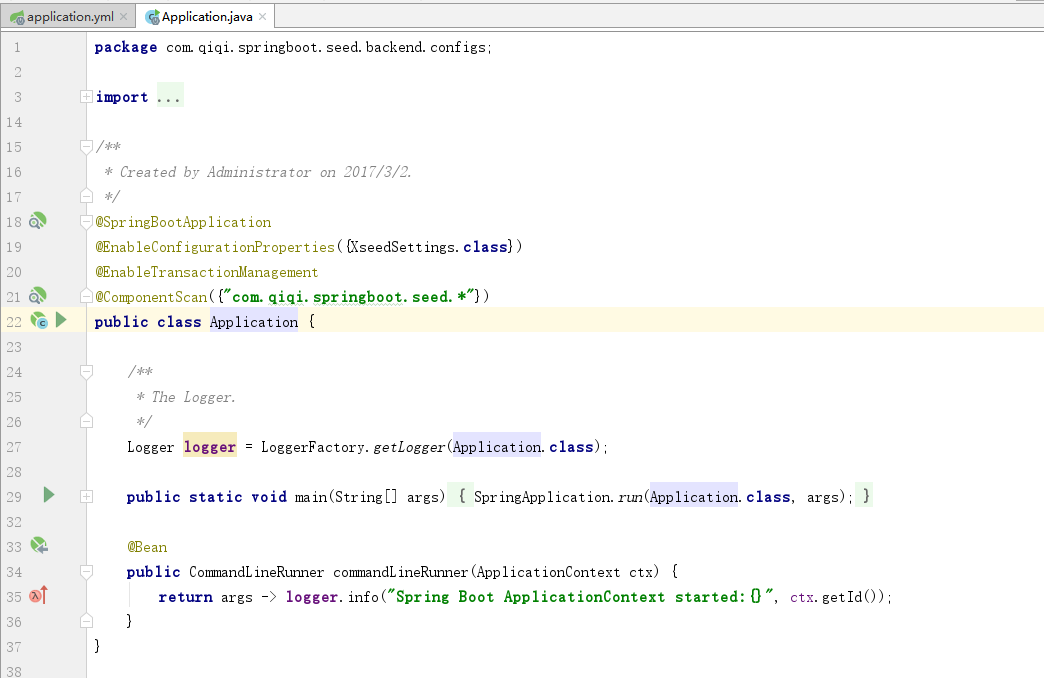 application.yml × Application.java ×
1 package com.qiqi.springboot.seed.backend.configs;
2
3 import ...
14
15 /**
16 * Created by Administrator on 2017/3/2.
17 */
18 @SpringBootApplication
19 @EnableConfigurationProperties({XseedSettings.class})
20 @EnableTransactionManagement
21 @ComponentScan({"com.qiqi.springboot.seed.*"})
22 public class Application {
23
24 /**
25 * The Logger.
26 */
27 Logger logger = LoggerFactory.getLogger(Application.class);
28
29 public static void main(String[] args) { SpringApplication.run(Application.class, args); }
32
33 @Bean
34 public CommandLineRunner commandLineRunner(ApplicationContext ctx) {
35 return args -> logger.info("Spring Boot ApplicationContext started:{}", ctx.getId());
36 }
37 }
38